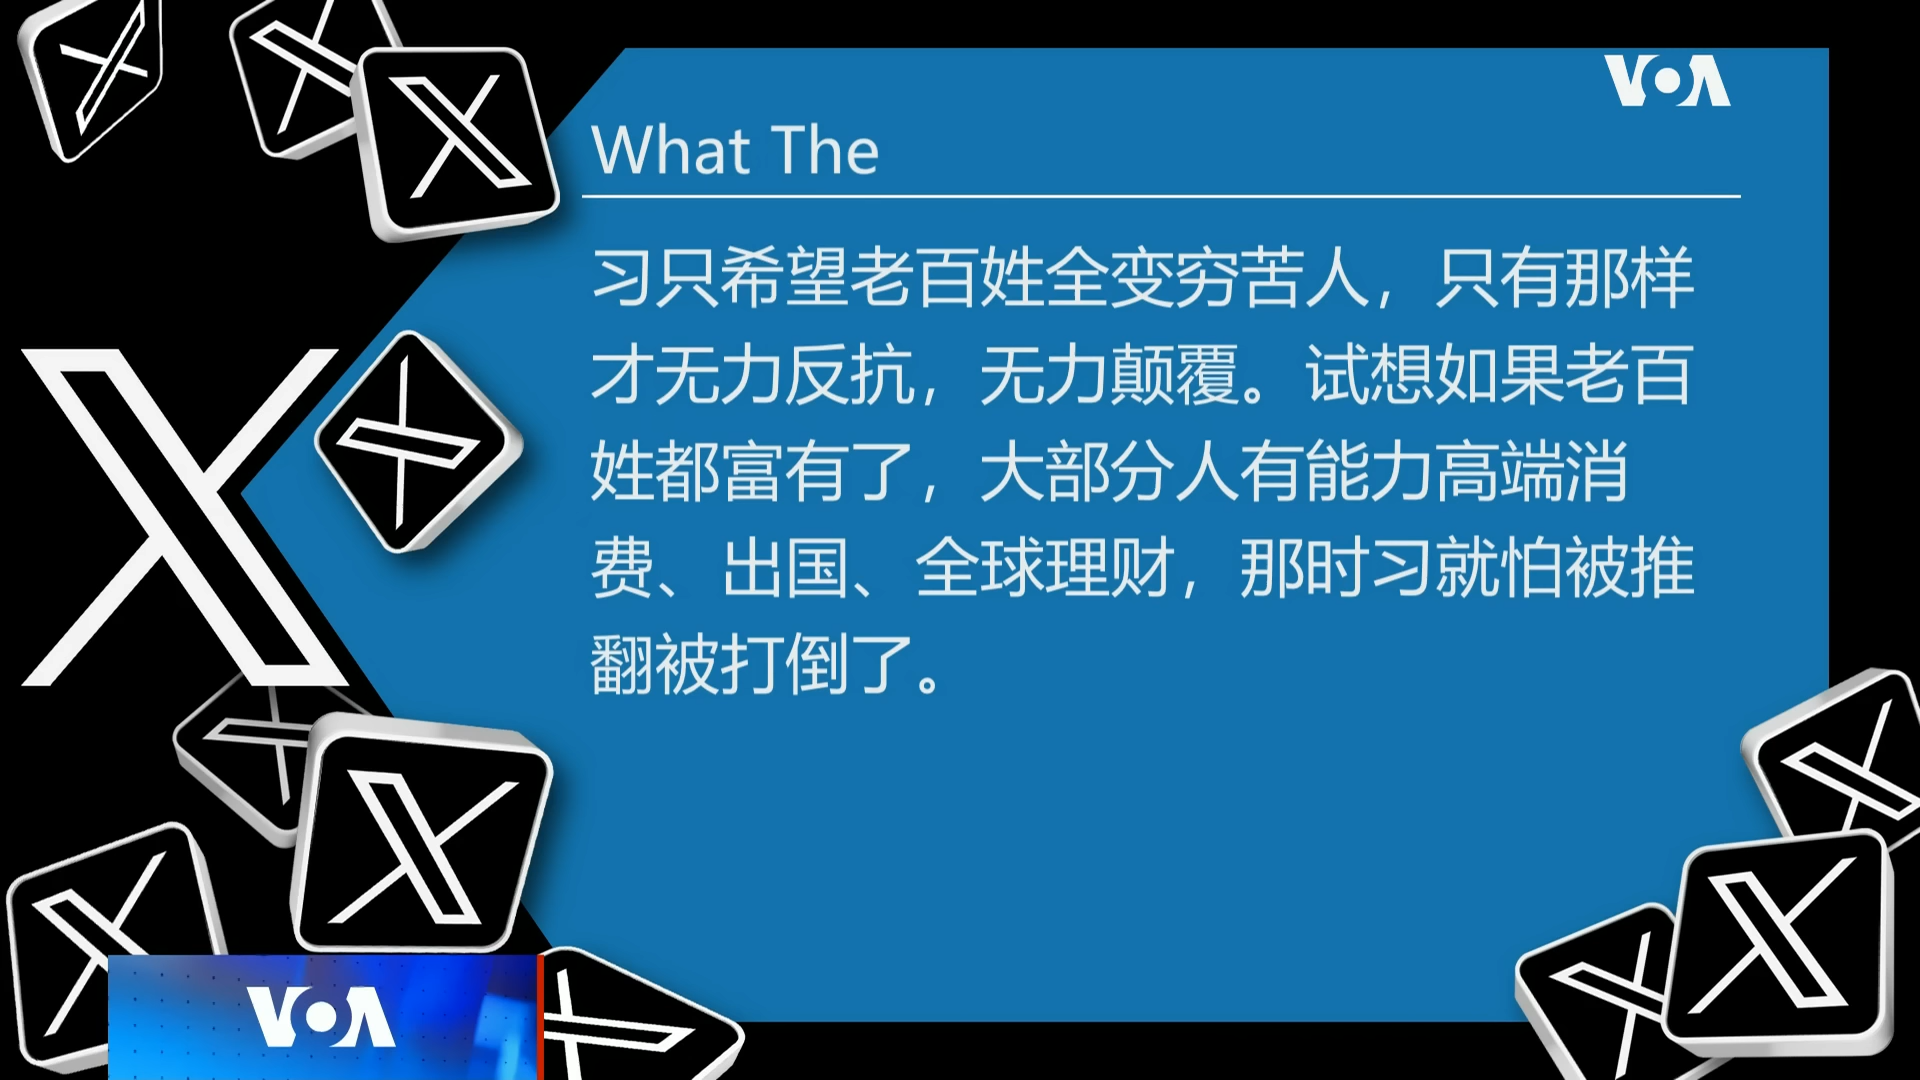 VOA
What The
习只希望老百姓全变穷苦人，只有那样
才无力反抗，无力颠覆。试想如果老百
姓都富有了，大部分人有能力高端消
费、出国、全球理财，那时习就怕被推
翻被打倒了。
VOA